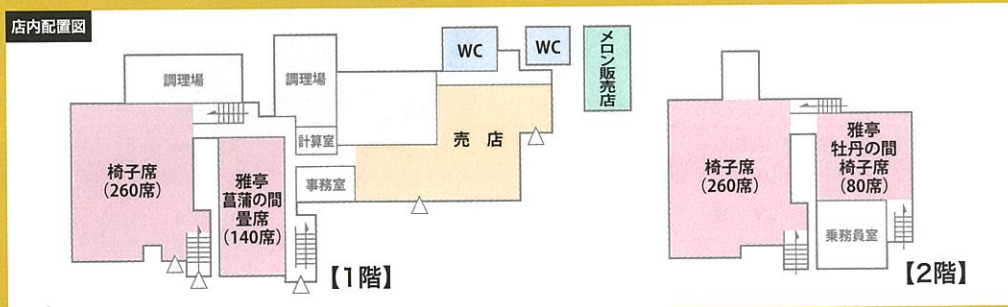 店内配置図
調理場
調理場
WC
WC
メロン販売店
計算室
売店
事務室
椅子席
(260席)
雅亭
菖蒲の間
畳席
(140席)
【1階】
椅子席
(260席)
雅亭
牡丹の間
椅子席
(80席)
乗務員室
【2階】